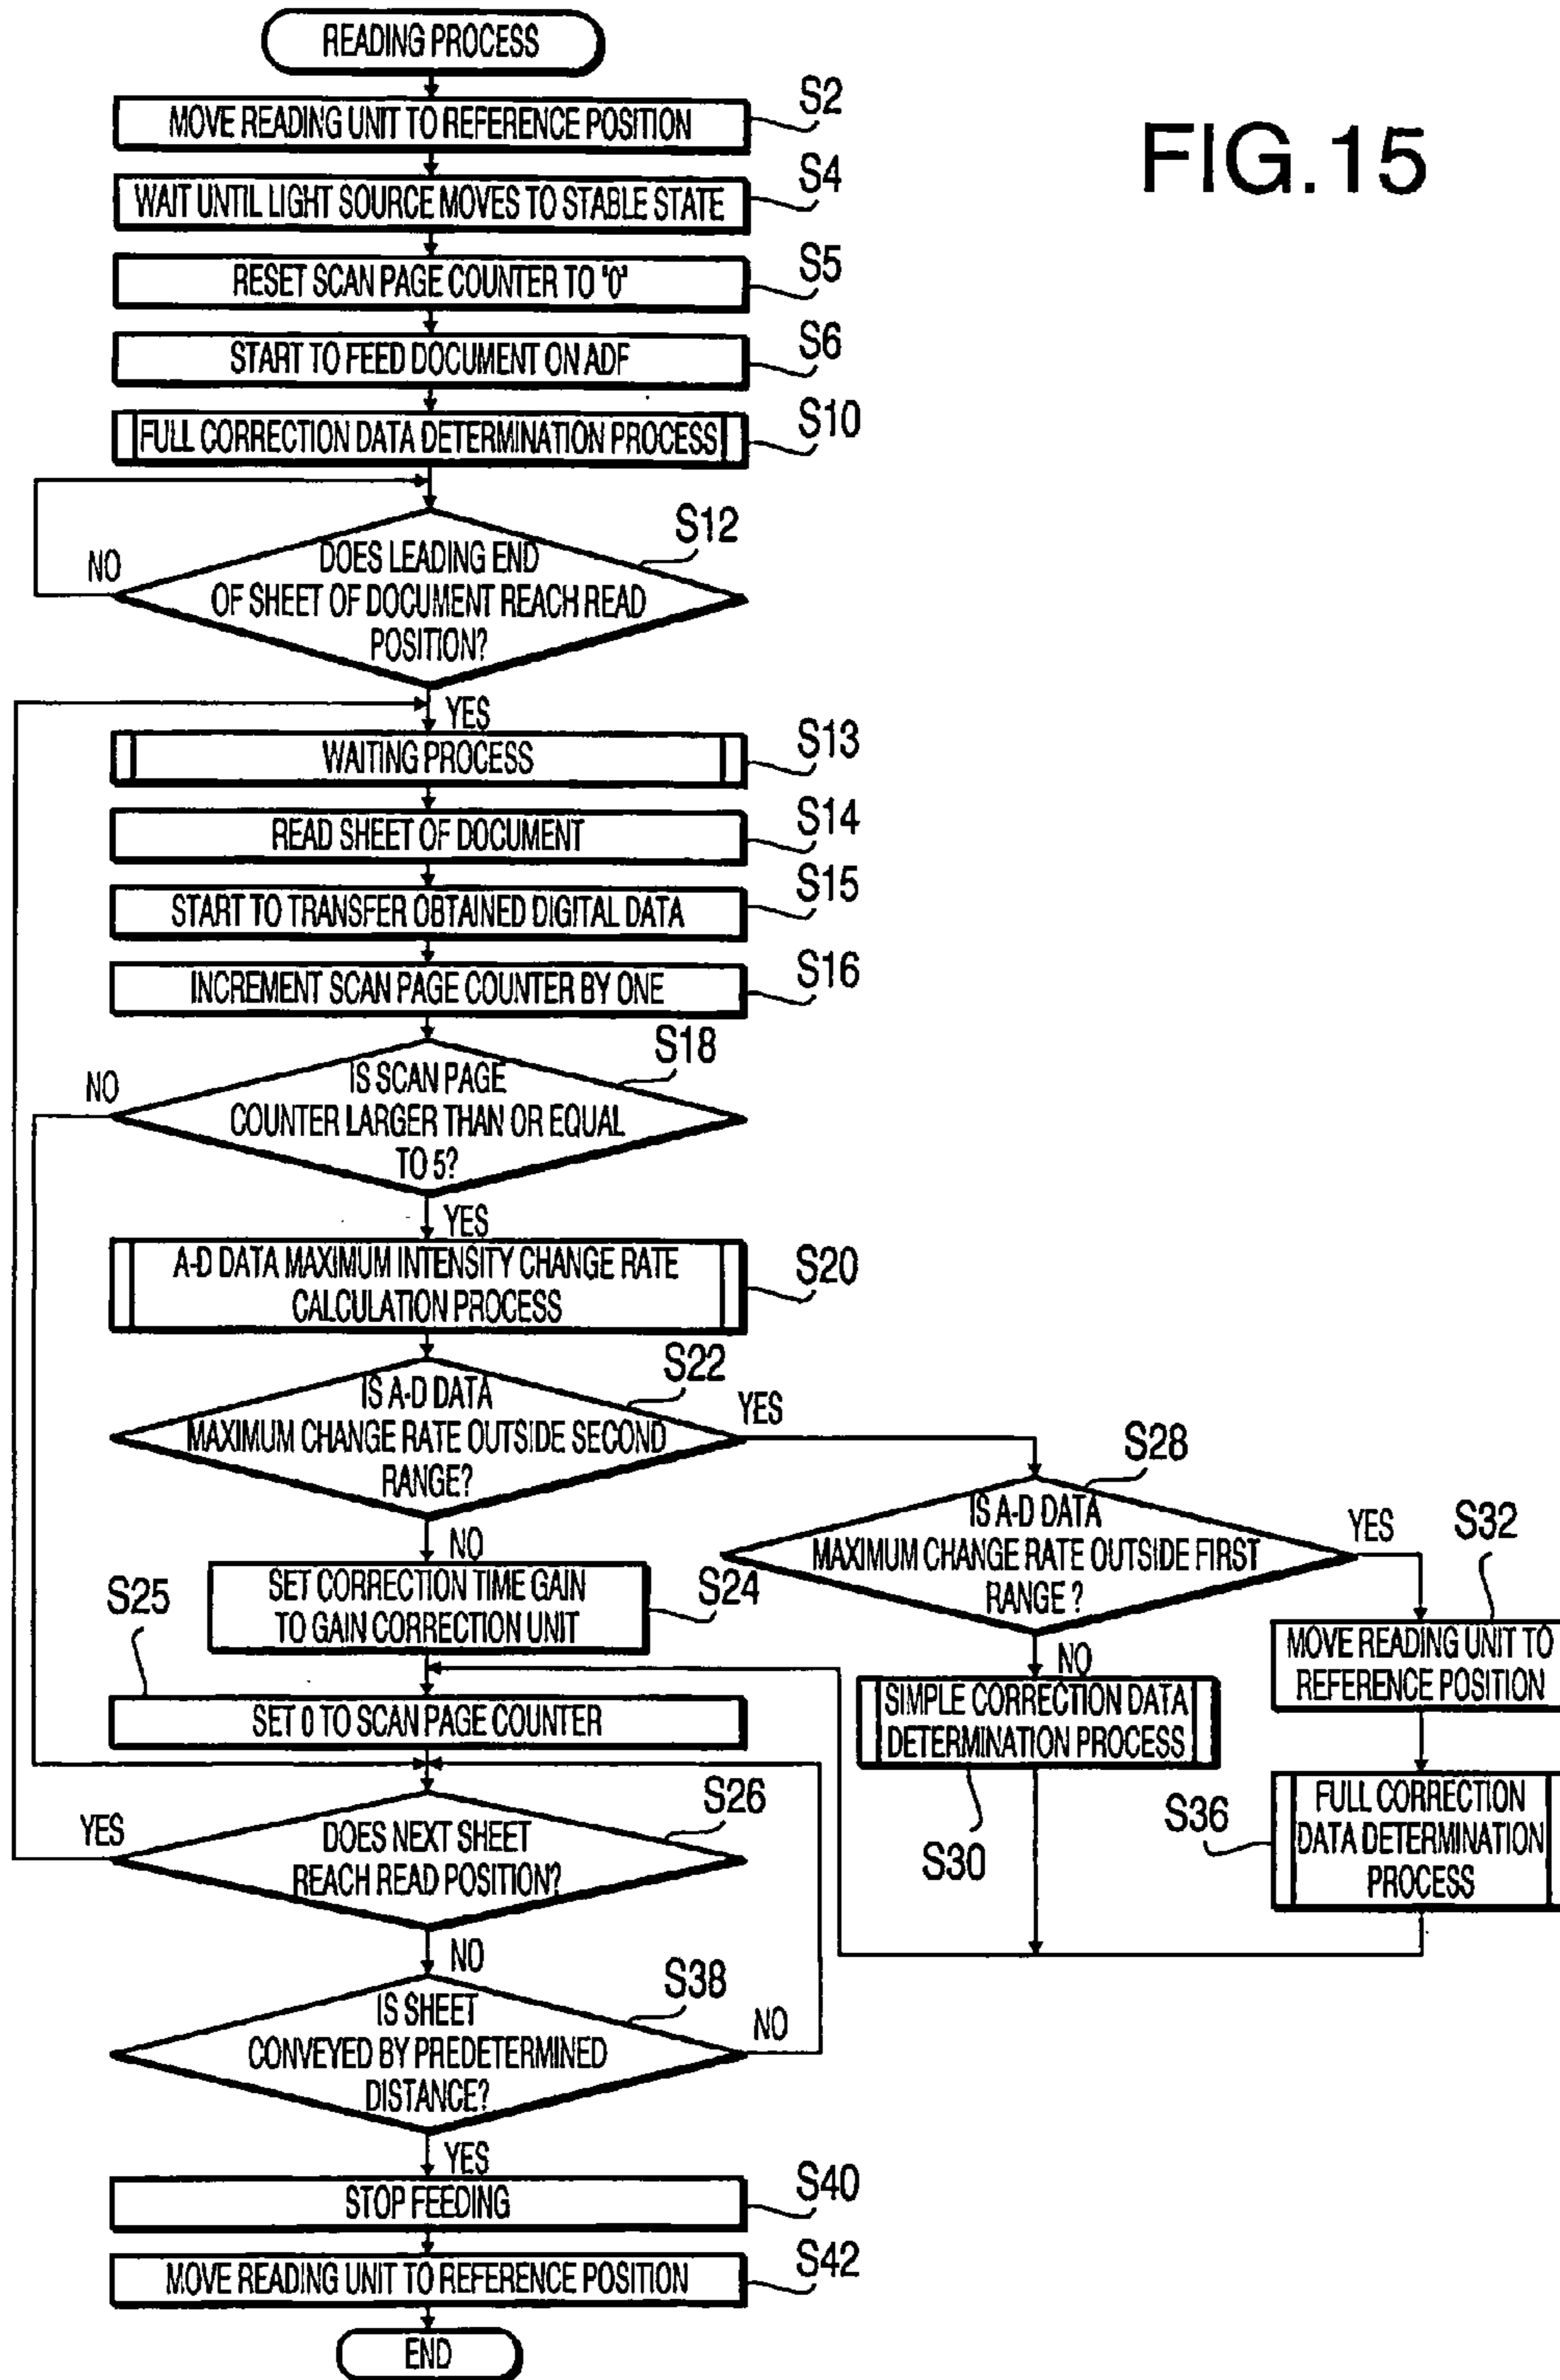 FIG.15
READING PROCESS
S2
MOVE READING UNIT TO REFERENCE POSITION
S4
WAIT UNTIL LIGHT SOURCE MOVES TO STABLE STATE
S5
RESET SCAN PAGE COUNTER TO "0"
S6
START TO FEED DOCUMENT ON ADF
S10
FULL CORRECTION DATA DETERMINATION PROCESS
S12
NO
DOES LEADING END
OF SHEET OF DOCUMENT REACH READ
POSITION?
YES
S13
WAITING PROCESS
S14
READ SHEET OF DOCUMENT
S15
START TO TRANSFER OBTAINED DIGITAL DATA
S16
INCREMENT SCAN PAGE COUNTER BY ONE
S18
NO
IS SCAN PAGE
COUNTER LARGER THAN OR EQUAL
TO 5?
YES
S20
A-D DATA MAXIMUM INTENSITY CHANGE RATE
CALCULATION PROCESS
S22
IS A-D DATA
MAXIMUM CHANGE RATE OUTSIDE SECOND
RANGE?
YES
NO
S28
IS A-D DATA
MAXIMUM CHANGE RATE OUTSIDE FIRST
RANGE ?
YES
NO
S32
MOVE READING UNIT TO
REFERENCE POSITION
S24
SET CORRECTION TIME GAIN
TO GAIN CORRECTION UNIT
S25
SET 0 TO SCAN PAGE COUNTER
SIMPLE CORRECTION DATA
DETERMINATION PROCESS
S30
S36
FULL CORRECTION
DATA DETERMINATION
PROCESS
S26
YES
DOES NEXT SHEET
REACH READ POSITION?
NO
S38
IS SHEET
CONVEYED BY PREDETERMINED
DISTANCE?
NO
YES
S40
STOP FEEDING
S42
MOVE READING UNIT TO REFERENCE POSITION
END